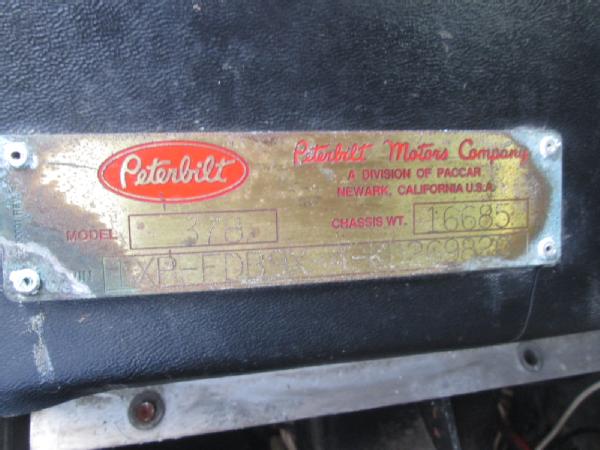 Peterbilt
Peterbilt Motors Company
A DIVISION OF PACCAR
NEWARK, CALIFORNIA U.S.A.
MODEL 378 CHASSIS WT. 16685